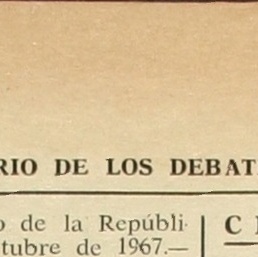 RIO DE LOS DEBAT
o de la Repúbli-
tubre de 1967.—
C